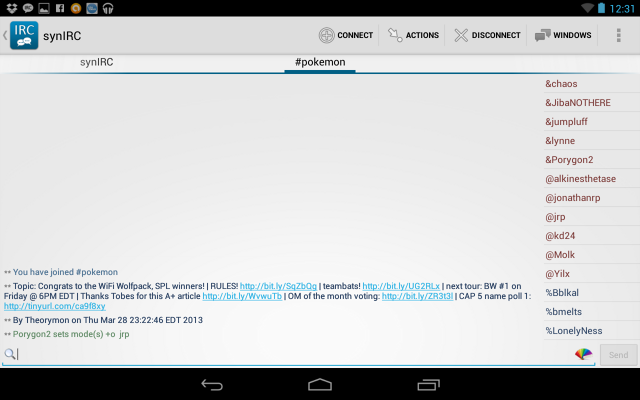 12:31
IRC
synIRC
CONNECT
ACTIONS
DISCONNECT
WINDOWS
synIRC
#pokemon
&chaos
&JibaNOTHERE
&jumpluff
&lynne
&Porygon2
@alkinesthetase
@jonathanrp
@jrp
@kd24
@Molk
@Yilx
%Bblkal
%bmelts
%LonelyNess
•• You have joined #pokemon
•• Topic: Congrats to the WiFi Wolfpack, SPL winners! | RULES! http://bit.ly/SqZbQg | teambats! http://bit.ly/UG2RLx | next tour: BW #1 on
Friday @ 6PM EDT | Thanks Tobes for this A+ article http://bit.ly/WvwuTb | OM of the month voting: http://bit.ly/ZR3t3l | CAP 5 name poll 1:
http://tinyurl.com/ca9f8xy
•• By Theorymon on Thu Mar 28 23:22:46 EDT 2013
•• Porygon2 sets mode(s) +o jrp
Send